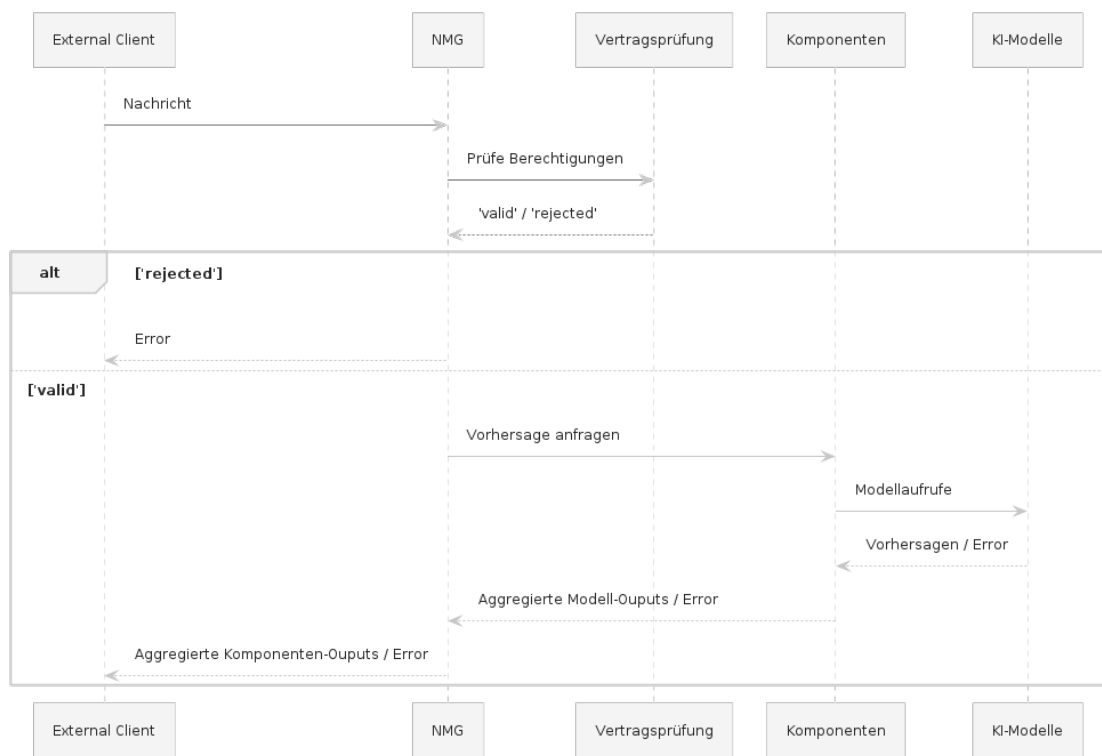 External Client
NMG
Vertragsprüfung
Komponenten
KI-Modelle
Nachricht
Prüfe Berechtigungen
'valid' / 'rejected'
alt
['rejected']
Error
['valid']
Vorhersage anfragen
Modellaufrufe
Vorhersagen / Error
Aggregierte Modell-Ouputs / Error
Aggregierte Komponenten-Ouputs / Error
External Client
NMG
Vertragsprüfung
Komponenten
KI-Modelle